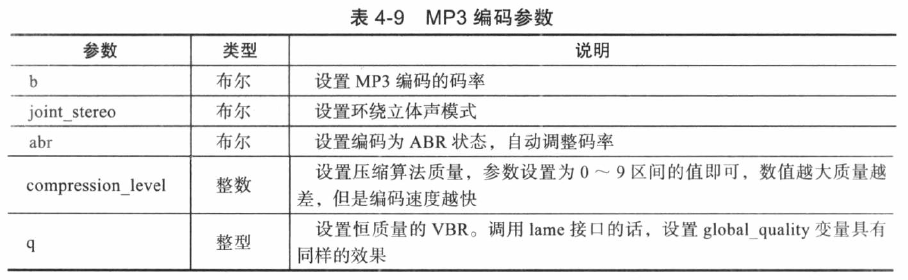 表 4-9 MP3 编码参数
参数 类型 说明
b 布尔 设置 MP3 编码的码率
joint_stereo 布尔 设置环绕立体声模式
abr 布尔 设置编码为 ABR 状态，自动调整码率
compression_level 整数 设置压缩算法质量，参数设置为 0 ～ 9 区间的值即可，数值越大质量越
差，但是编码速度越快
q 整型 设置恒质量的 VBR。调用 lame 接口的话，设置 global_quality 变量具有
同样的效果